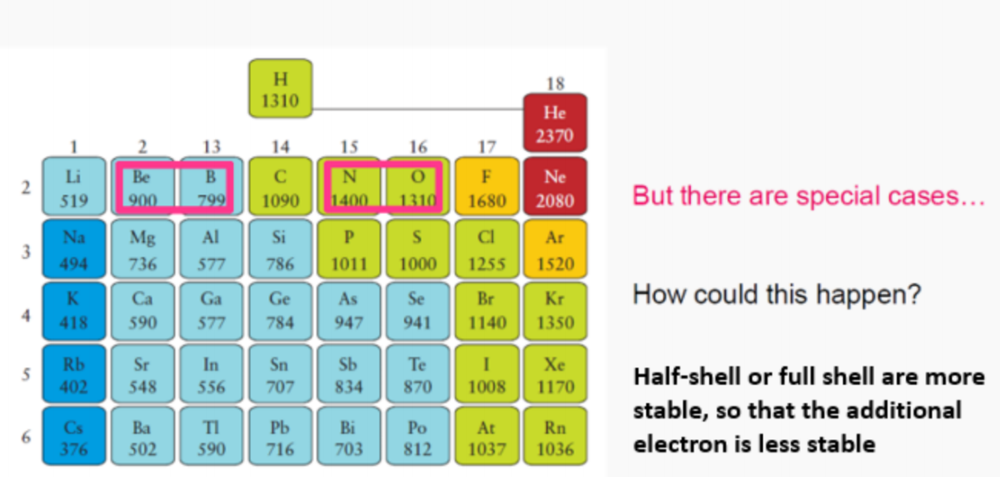 H
1310
18
He
2370
1 2 13 14 15 16 17
2 Li Be B C N O F Ne
519 900 799 1090 1400 1310 1680 2080
3 Na Mg Al Si P S Cl Ar
494 736 577 786 1011 1000 1255 1520
4 K Ca Ga Ge As Se Br Kr
418 590 577 784 947 941 1140 1350
5 Rb Sr In Sn Sb Te I Xe
402 548 556 707 834 870 1008 1170
6 Cs Ba Tl Pb Bi Po At Rn
376 502 590 716 703 812 1037 1036
But there are special cases...
How could this happen?
Half-shell or full shell are more
stable, so that the additional
electron is less stable